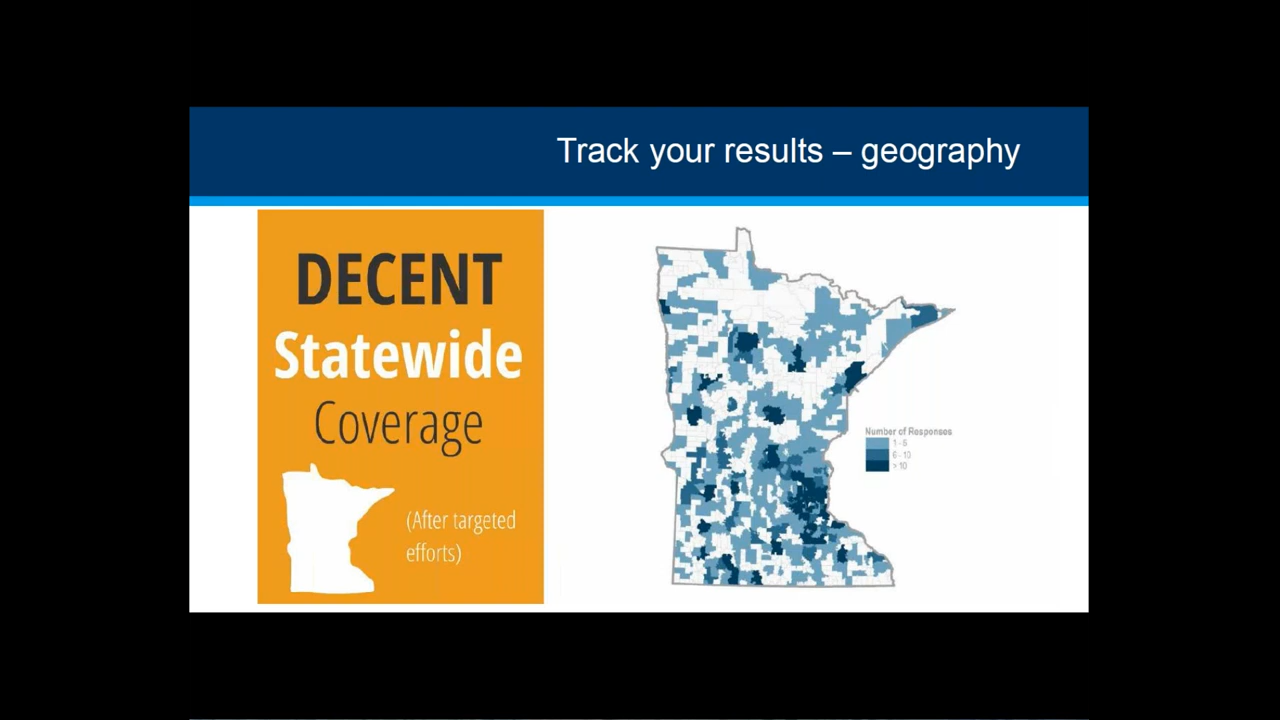 Track your results – geography
DECENT
Statewide
Coverage
(After targeted
efforts)
Number of Responses
1 - 5
6 - 10
> 10